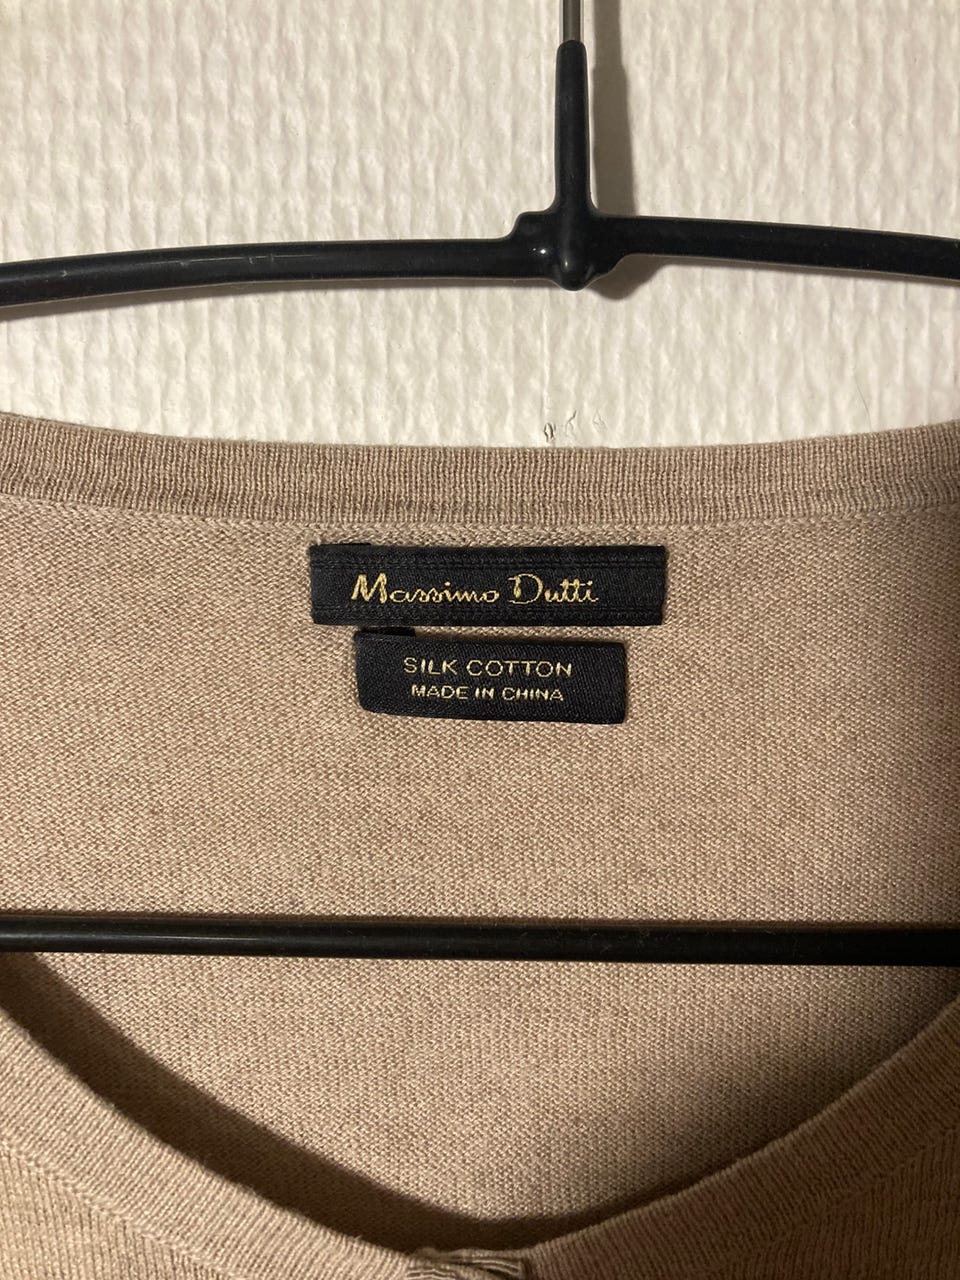 Massimo Dutti
SILK COTTON
MADE IN CHINA